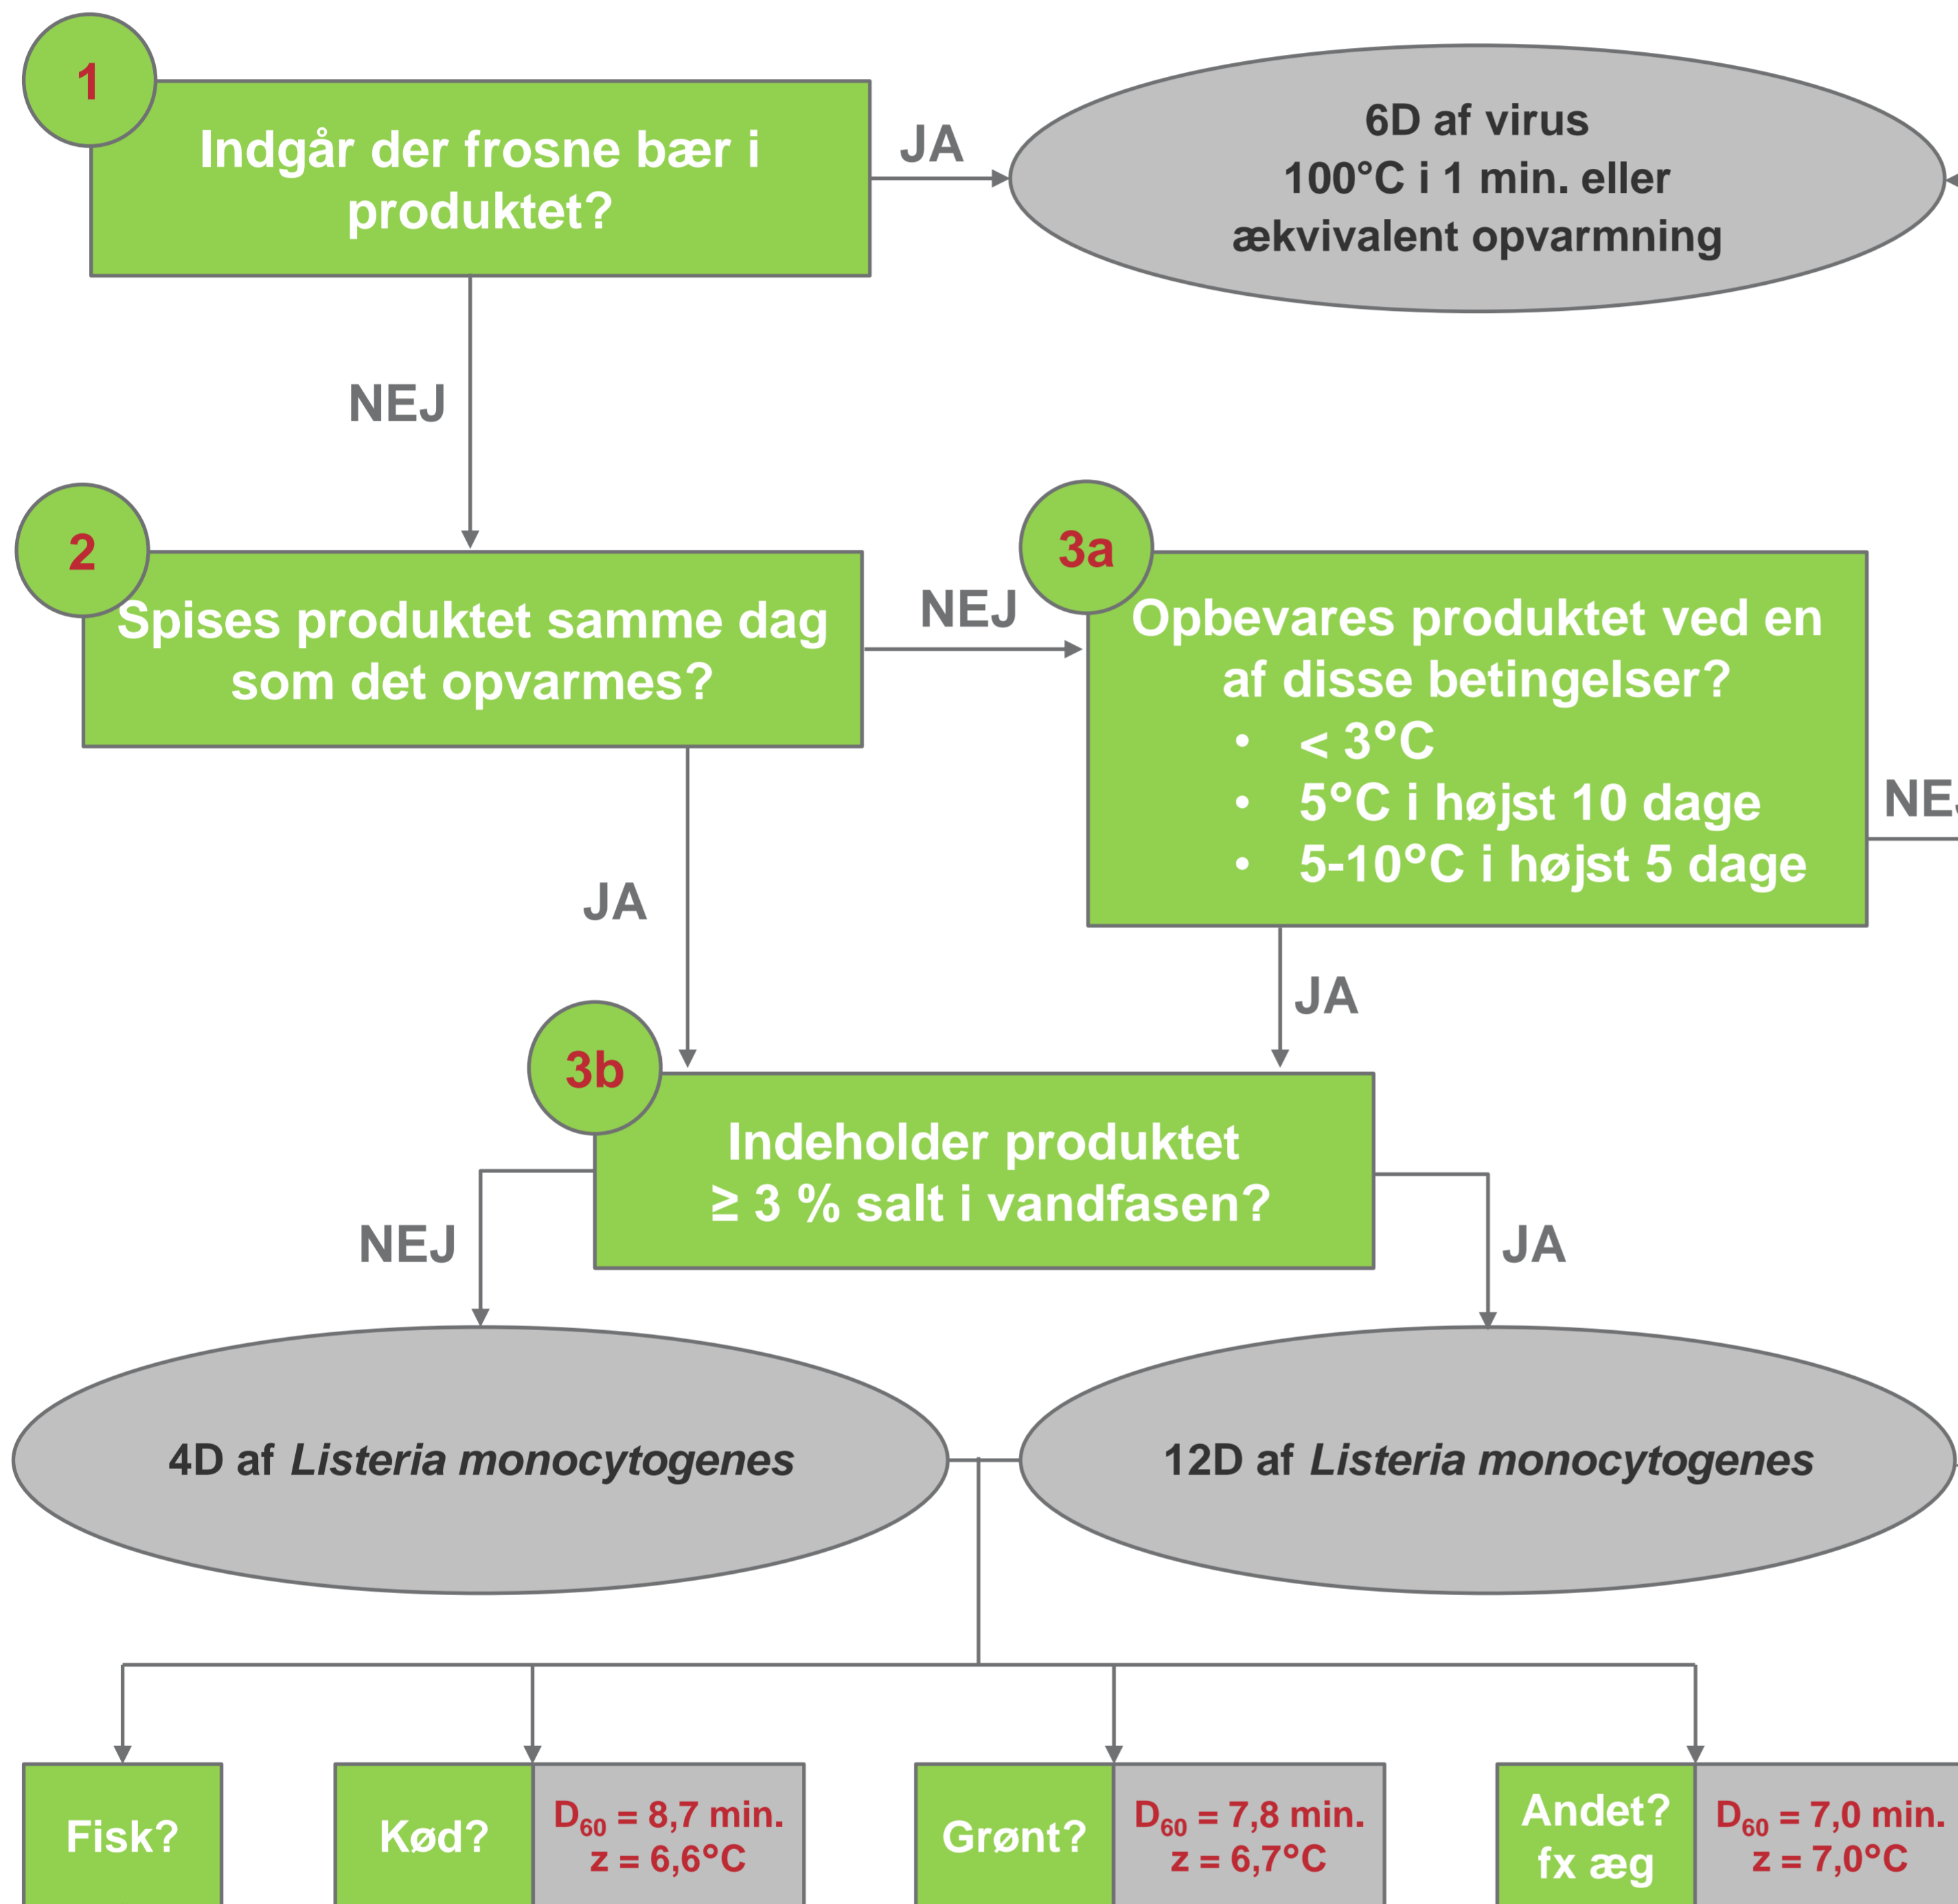 1
Indgår der frosne bær i
produktet?
JA
6D af virus
100°C i 1 min. eller
ækvivalent opvarmning
NEJ
2
Spises produktet samme dag
som det opvarmes?
NEJ
3a
Opbevares produktet ved en
af disse betingelser?
• < 3°C
• 5°C i højst 10 dage
• 5-10°C i højst 5 dage
JA
JA
3b
Indeholder produktet
≥ 3 % salt i vandfasen?
NEJ
JA
4D af Listeria monocytogenes
12D af Listeria monocytogenes
Fisk?
Kød?
D60 = 8,7 min.
z = 6,6°C
Grønt?
D60 = 7,8 min.
z = 6,7°C
Andet?
fx æg
D60 = 7,0 min.
z = 7,0°C